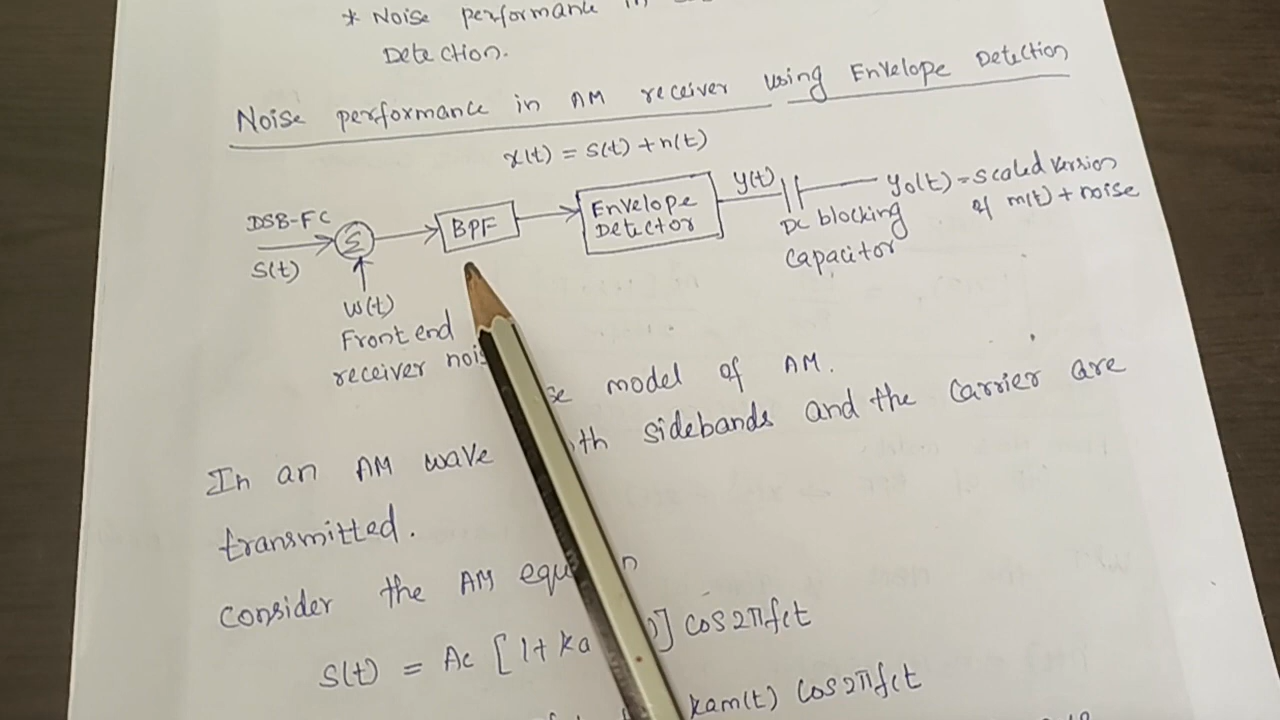 * Noise performance in
Detection.
Noise performance in AM receiver using Envelope Detection
x(t) = s(t) + n(t)
DSB-FC
s(t)
Σ
w(t)
Front end
receiver
BPF
Envelope
Detector
y(t)
DC blocking
capacitor
yo(t) = scaled version
of m(t) + noise
model of AM.
In an AM wave sidebands and the carrier are
transmitted.
consider the AM
s(t) = Ac [1+ ka )] cos2πfct
kam(t) cos2πfct